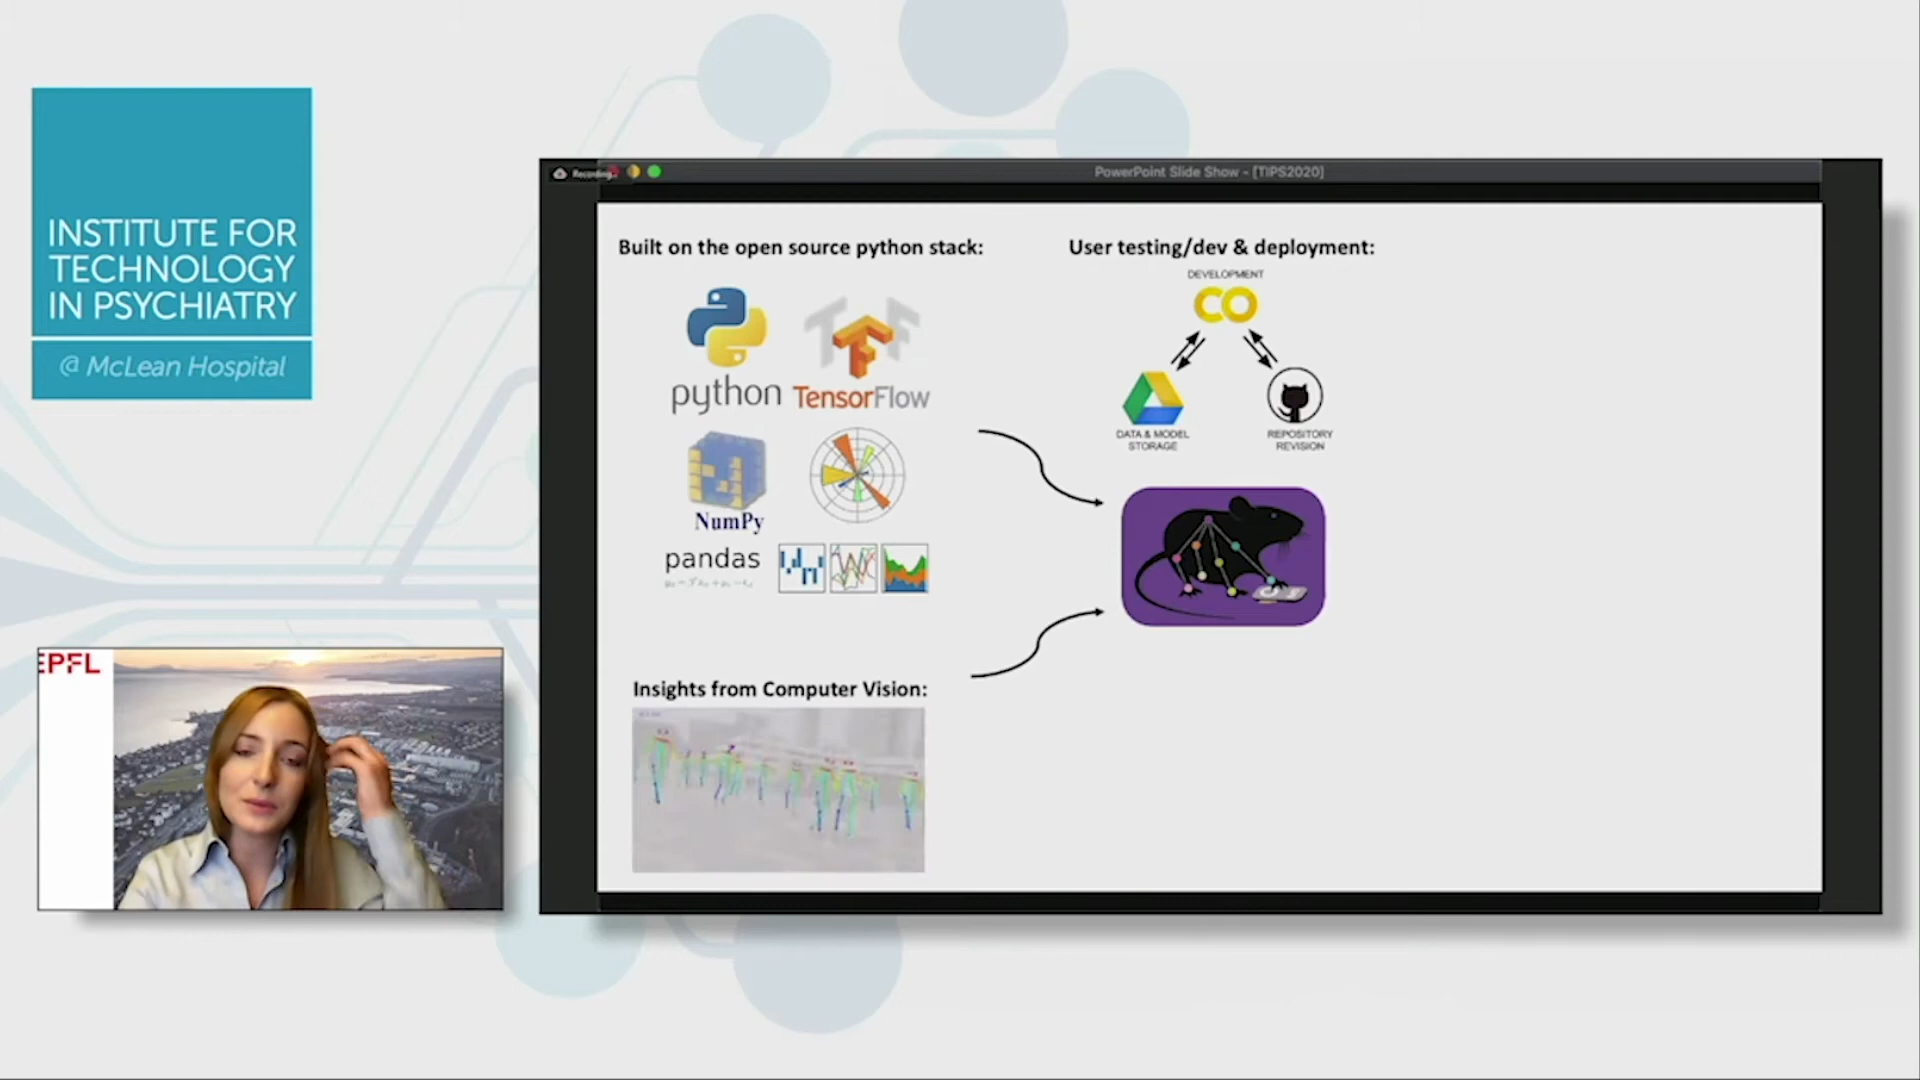 INSTITUTE FOR
TECHNOLOGY
IN PSYCHIATRY
@ McLean Hospital
EPFL
Recording...
PowerPoint Slide Show - [TIPS2020]
Built on the open source python stack:
python
TensorFlow
NumPy
pandas
Insights from Computer Vision:
User testing/dev & deployment:
DEVELOPMENT
CO
DATA & MODEL
STORAGE
REPOSITORY
REVISION